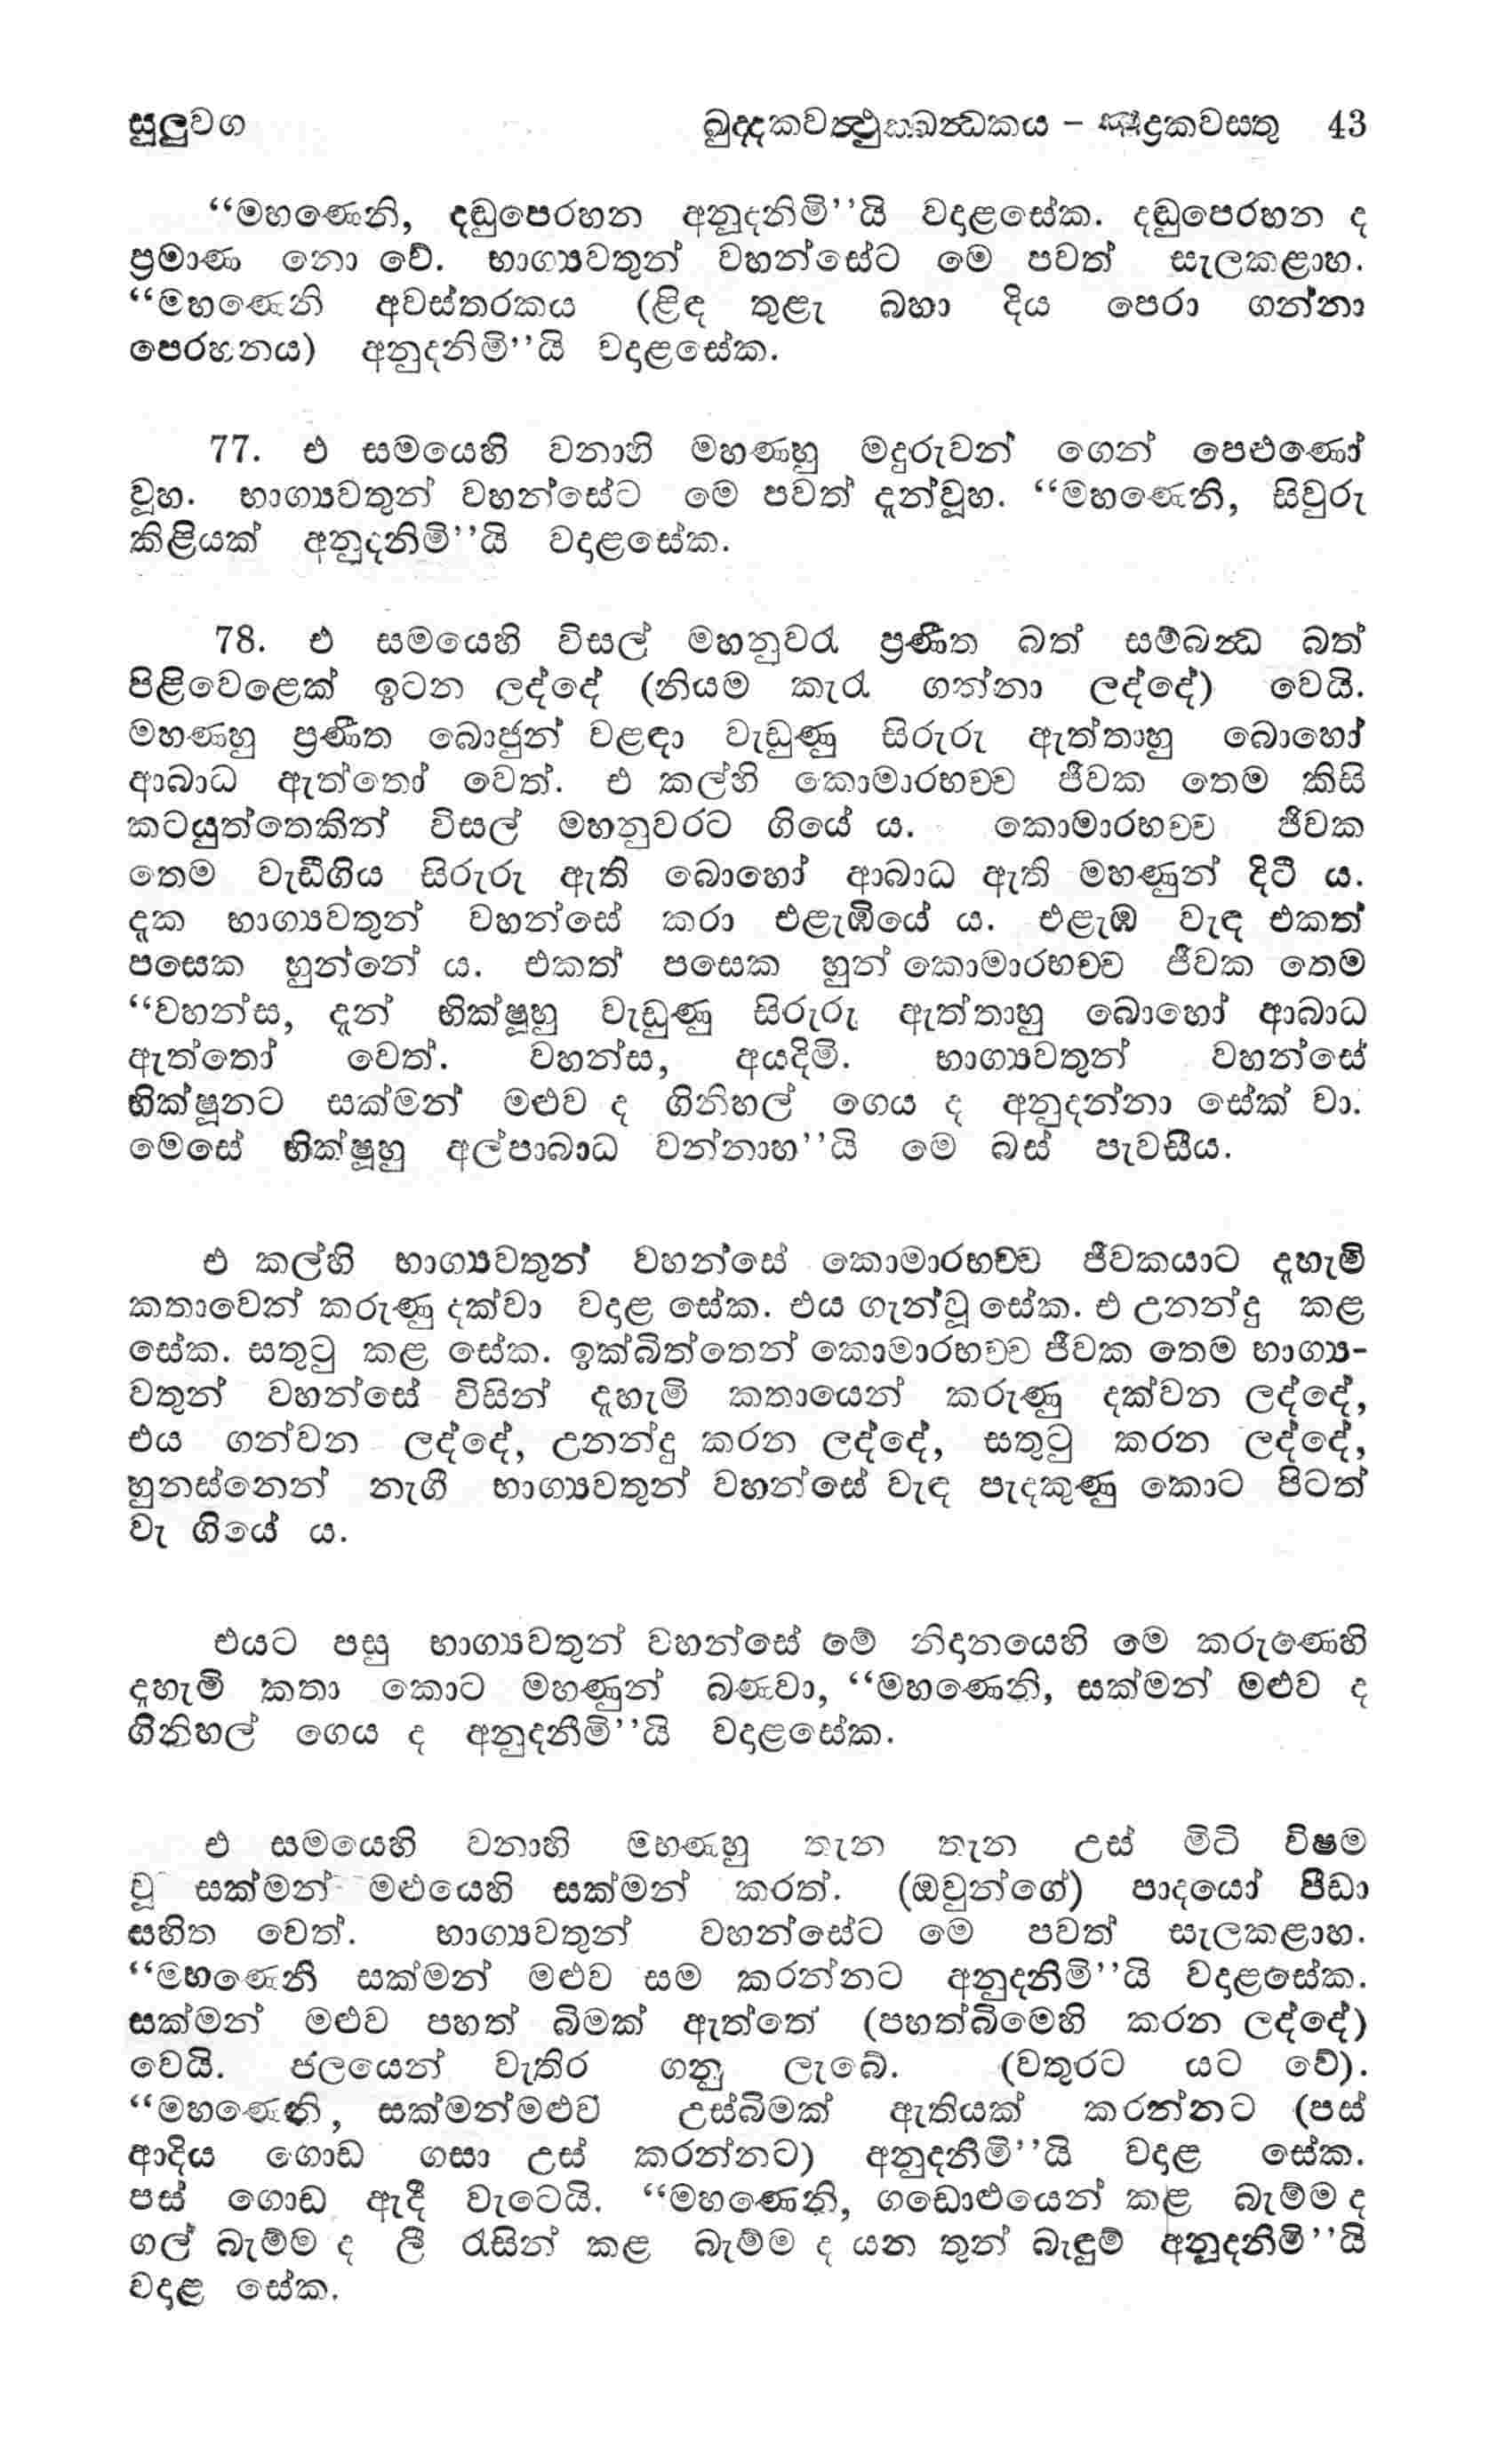 සුලුවග ඛුද්දකවත්‍ථුක්ඛන්‍ධකය – ක්‍ෂුද්‍රකවස්තු 43
“මහණෙනි, දඬුපෙරහන අනුදනිමි”යි වදළසේක. දඬුපෙරහන ද
ප්‍රමාණ නො වේ. භාග්‍යවතුන් වහන්සේට මෙ පවත් සැලකළාහ.
“මහණෙනි අවස්තරකය (ළිඳ තුළැ බහා දිය පෙරා ගන්නා
පෙරහනය) අනුදනිමි”යි වදළසේක.
77. එ සමයෙහි වනාහි මහණහු මදුරුවන් ගෙන් පෙළුණෝ
වූහ. භාග්‍යවතුන් වහන්සේට මෙ පවත් දැන්වූහ. “මහණෙනි, සිවුරු
කිළියක් අනුදනිමි”යි වදළසේක.
78. එ සමයෙහි විසල් මහනුවරැ ප්‍රණීත බත් සම්බන්‍ධ බත්
පිළිවෙළෙක් ඉටන ලද්දේ (නියම කැරැ ගන්නා ලද්දේ) වෙයි.
මහණහු ප්‍රණීත බොජුන් වළඳා වැඩුණු සිරුරු ඇත්තාහු බොහෝ
ආබාධ ඇත්තෝ වෙත්. එ කල්හි කොමාරභච්ච ජීවක තෙම කිසි
කටයුත්තෙකින් විසල් මහනුවරට ගියේ ය. කොමාරභච්ච ජීවක
තෙම වැඩීගිය සිරුරු ඇති බොහෝ ආබාධ ඇති මහණුන් දිටී ය.
දැක භාග්‍යවතුන් වහන්සේ කරා එළැඹියේ ය. එළැඹ වැඳ එකත්
පසෙක හුන්නේ ය. එකත් පසෙක හුන් කොමාරභච්ච ජීවක තෙම
“වහන්ස, දැන් භික්ෂූහු වැඩුණු සිරුරු ඇත්තාහු බොහෝ ආබාධ
ඇත්තෝ වෙත්. වහන්ස, අයදිමි. භාග්‍යවතුන් වහන්සේ
භික්ෂූනට සක්මන් මළුව ද ගිනිහල් ගෙය ද අනුදන්නා සේක් වා.
මෙසේ භික්ෂූහු අල්පාබාධ වන්නාහ”යි මෙ බස් පැවසීය.
එ කල්හි භාග්‍යවතුන් වහන්සේ කොමාරභච්ච ජීවකයාට දැහැමි
කතාවෙන් කරුණු දක්වා වදළ සේක. එය ගැන්වූ සේක. එ උනන්දු කළ
සේක. සතුටු කළ සේක. ඉක්බිත්තෙන් කොමාරභච්ච ජීවක තෙම භාග්‍ය-
වතුන් වහන්සේ විසින් දැහැමි කතායෙන් කරුණු දක්වන ලද්දේ,
එය ගන්වන ලද්දේ, උනන්දු කරන ලද්දේ, සතුටු කරන ලද්දේ,
හුනස්නෙන් නැගී භාග්‍යවතුන් වහන්සේ වැඳ පැදකුණු කොට පිටත්
වැ ගියේ ය.
එයට පසු භාග්‍යවතුන් වහන්සේ මේ නිදනයෙහි මෙ කරුණෙහි
දැහැමි කතා කොට මහණුන් බණවා, “මහණෙනි, සක්මන් මළුව ද
ගිනිහල් ගෙය ද අනුදනිමි”යි වදළසේක.
එ සමයෙහි වනාහි මහණහු තැන තැන උස් මිටි විෂම
වූ සක්මන් මළුයෙහි සක්මන් කරත්. (ඔවුන්ගේ) පාදයෝ පීඩා
සහිත වෙත්. භාග්‍යවතුන් වහන්සේට මෙ පවත් සැලකළාහ.
“මහණෙනි සක්මන් මළුව සම කරන්නට අනුදනිමි”යි වදළසේක.
සක්මන් මළුව පහත් බිමක් ඇත්තේ (පහත්බිමෙහි කරන ලද්දේ)
වෙයි. ජලයෙන් වැතිර ගනු ලැබේ. (වතුරට යට වේ).
“මහණෙනි, සක්මන්මළුව උස්බිමක් ඇතියක් කරන්නට (පස්
ආදිය ගොඩ ගසා උස් කරන්නට) අනුදනිමි”යි වදළ සේක.
පස් ගොඩ ඇදී වැටෙයි. “මහණෙනි, ගඩොළුයෙන් කළ බැම්ම ද
ගල් බැම්ම ද ලී රැසින් කළ බැම්ම ද යන තුන් බැඳුම් අනුදනිමි”යි
වදළ සේක.